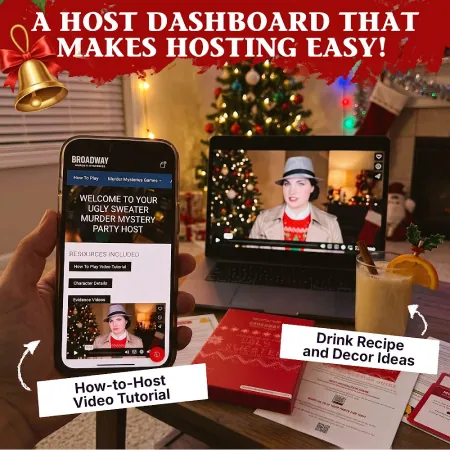 A HOST DASHBOARD THAT
MAKES HOSTING EASY!
BROADWAY
MURDER MYSTERIES
How To Play
Murder Mysteries Games
WELCOME TO YOUR
UGLY SWEATER
MURDER MYSTERY
PARTY HOST
RESOURCES INCLUDED
How To Play Video Tutorial
Character Details
Evidence Videos
BROADWAY
How-to-Host
Video Tutorial
Drink Recipe
and Decor Ideas